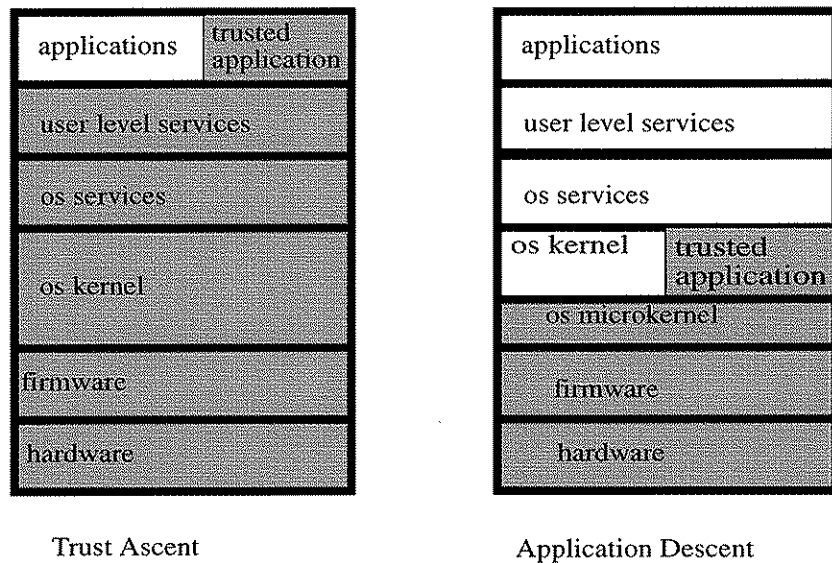 applications
trusted
application
user level services
os services
os kernel
firmware
hardware
Trust Ascent
applications
user level services
os services
os kernel
trusted
application
os microkernel
firmware
hardware
Application Descent